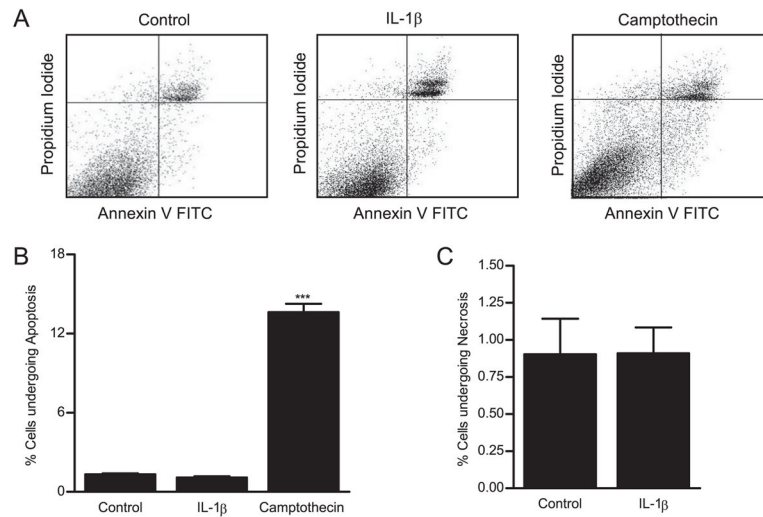 A
Control
IL-1β
Camptothecin
Propidium Iodide
Annexin V FITC
Propidium Iodide
Annexin V FITC
Propidium Iodide
Annexin V FITC
B
% Cells undergoing Apoptosis
18
12
6
0
***
Control
IL-1β
Camptothecin
C
% Cells undergoing Necrosis
1.50
1.25
1.00
0.75
0.50
0.25
0.00
Control
IL-1β